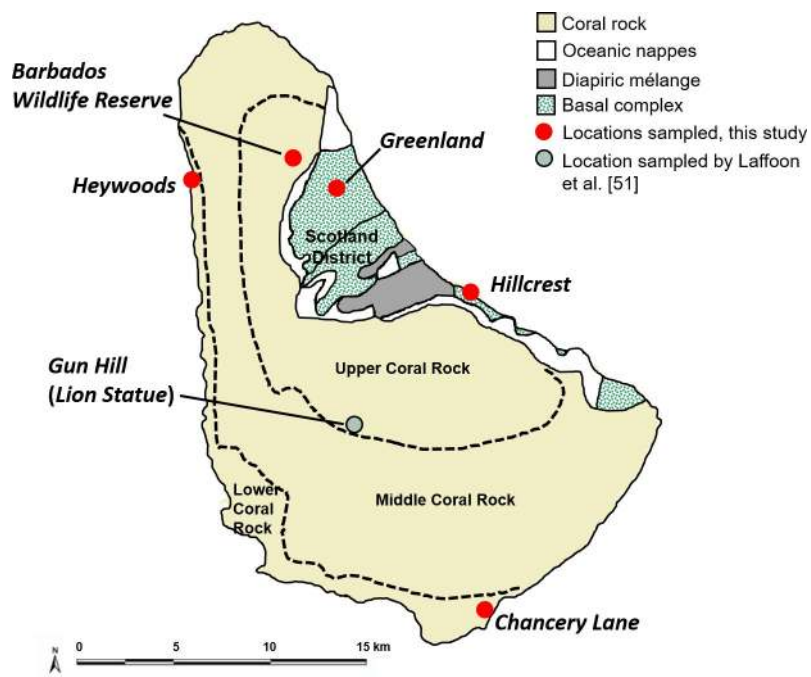 Coral rock
Oceanic nappes
Diapiric mélange
Basal complex
Locations sampled, this study
Location sampled by Laffoon
et al. [51]
Barbados
Wildlife Reserve
Greenland
Heywoods
Scotland
District
Hillcrest
Gun Hill
(Lion Statue)
Upper Coral Rock
Middle Coral Rock
Lower
Coral
Rock
Chancery Lane
0 5 10 15 km
N